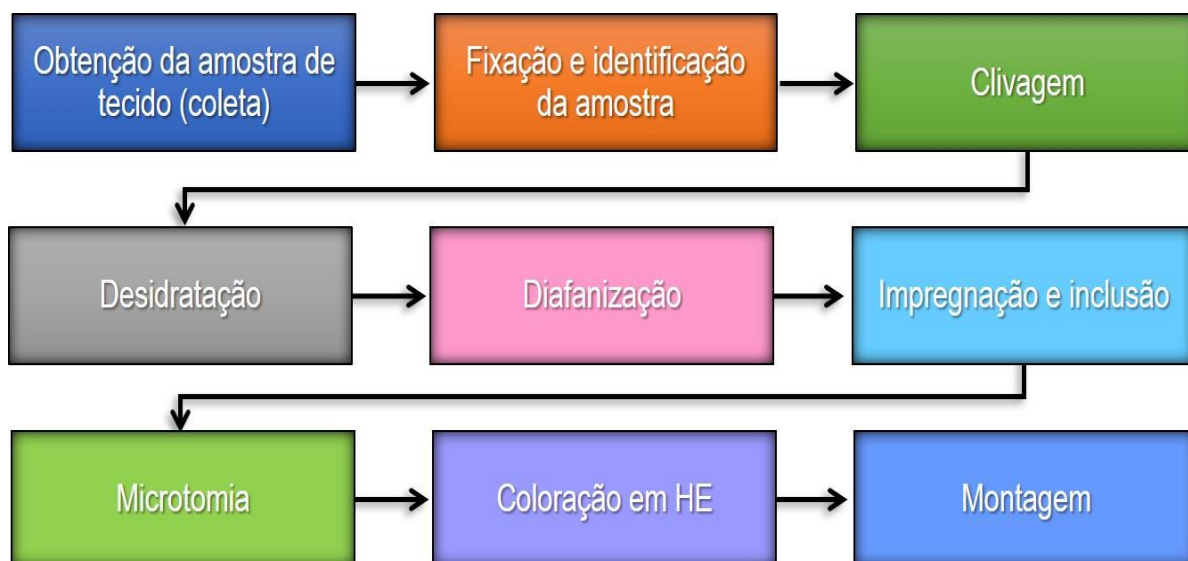 Obtenção da amostra de
tecido (coleta)
Fixação e identificação
da amostra
Clivagem
Desidratação
Diafanização
Impregnação e inclusão
Microtomia
Coloração em HE
Montagem